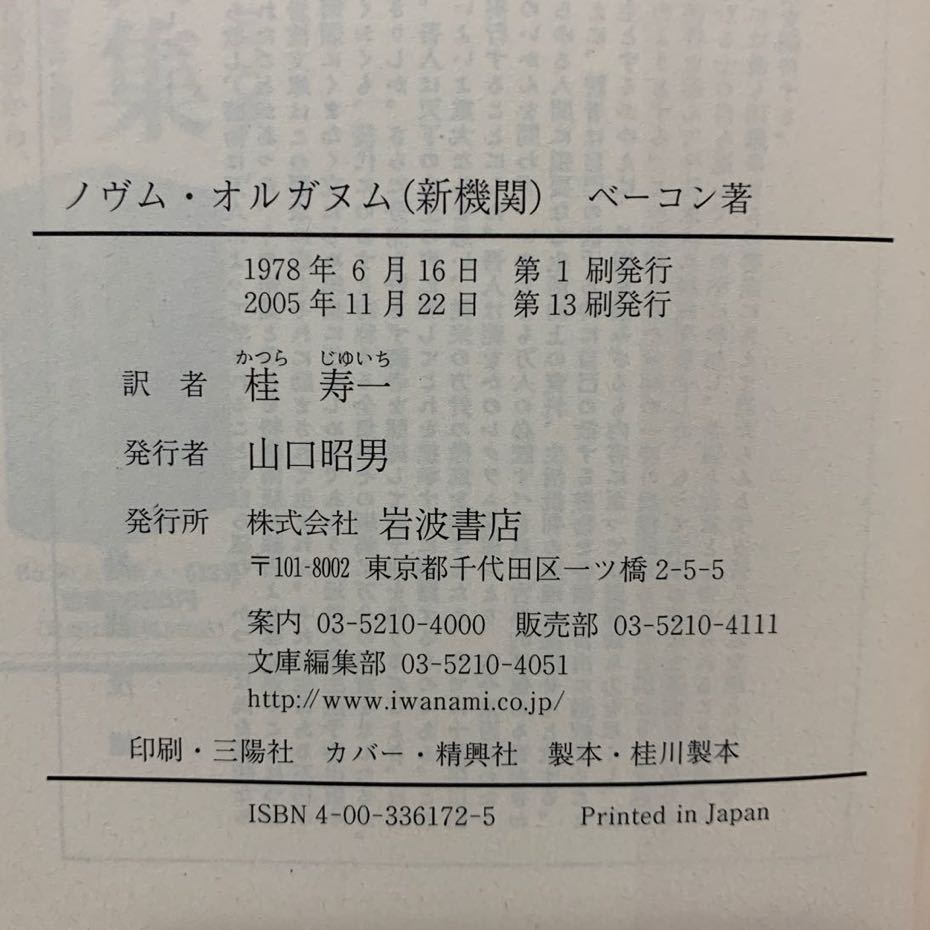 ノヴム・オルガヌム(新機関) ベーコン著
1978年 6 月16日 第 1 刷発行
2005年11月22日 第13刷発行
かつら じゆいち
訳 者 桂 寿一
発行者 山口昭男
発行所 株式会社 岩波書店
〒101-8002 東京都千代田区一ツ橋2-5-5
案内 03-5210-4000 販売部 03-5210-4111
文庫編集部 03-5210-4051
http://www.iwanami.co.jp/
印刷・三陽社 カバー・精興社 製本・桂川製本
ISBN4-00-336172-5 Printed in Japan